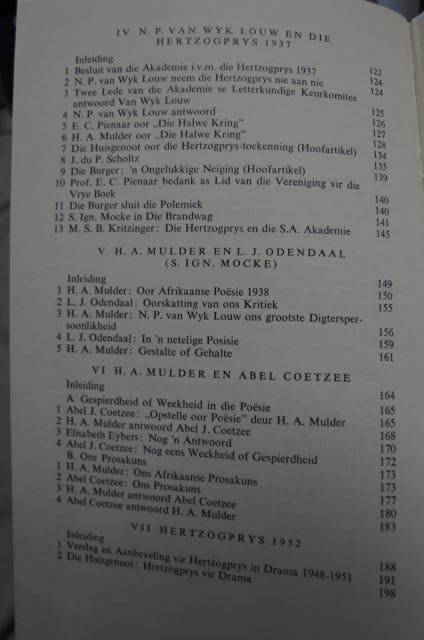 IV N. P. VAN WYK LOUW EN DIE
HERTZOGPRYS 1937
Inleiding 122
1 Besluit van die Akademie i.v.m. die Hertzogprys 1937 124
2 N. P. van Wyk Louw neem die Hertzogprys nie aan nie 124
3 Twee Lede van die Akademie se Letterkundige Keurkomitee
antwoord Van Wyk Louw 125
4 N. P. van Wyk Louw antwoord 126
5 E. C. Pienaar oor „Die Halwe Kring” 127
6 H. A. Mulder oor „Die Halwe Kring” 128
7 Die Huisgenoot oor die Hertzogprys-toekenning (Hoofartikel) 134
8 J. du P. Scholtz 135
9 Die Burger: 'n Ongelukkige Neiging (Hoofartikel) 139
10 Prof. E. C. Pienaar bedank as Lid van die Vereniging vir die
Vrye Boek 140
11 Die Burger sluit die Polemiek 140
12 S. Ign. Mocke in Die Brandwag 141
13 M. S. B. Kritzinger: Die Hertzogprys en die S.A. Akademie 145
V H. A. MULDER EN L. J. ODENDAAL
(S. IGN. MOCKE)
Inleiding 149
1 H. A. Mulder: Oor Afrikaanse Poësie 1938 150
2 L. J. Odendaal: Oorskatting van ons Kritiek 155
3 H. A. Mulder: N. P. van Wyk Louw ons grootste Digtersper-
soonlikheid 156
4 L. J. Odendaal: In 'n netelige Posisie 159
5 H. A. Mulder: Gestalte of Gehalte 161
VI H. A. MULDER EN ABEL COETZEE
Inleiding 164
A. Gespierdheid of Weekheid in die Poësie 165
1 Abel J. Coetzee: „Opstelle oor Poësie” deur H. A. Mulder 165
2 H. A. Mulder antwoord Abel J. Coetzee 168
3 Elisabeth Eybers: Nog 'n Antwoord 170
4 Abel J. Coetzee: Nog eens Weekheid of Gespierdheid 172
B. Ons Prosakuns 173
1 H. A. Mulder: Ons Afrikaanse Prosakuns 173
2 Abel Coetzee: Ons Prosakuns 177
3 H. A. Mulder antwoord Abel Coetzee 180
4 Abel Coetzee antwoord H. A. Mulder 183
VII HERTZOGPRYS 1952
Inleiding 188
1 Verslag en Aanbeveling vir Hertzogprys in Drama 1948-1951 191
2 Die Huisgenoot: Hertzogprys vir Drama 198